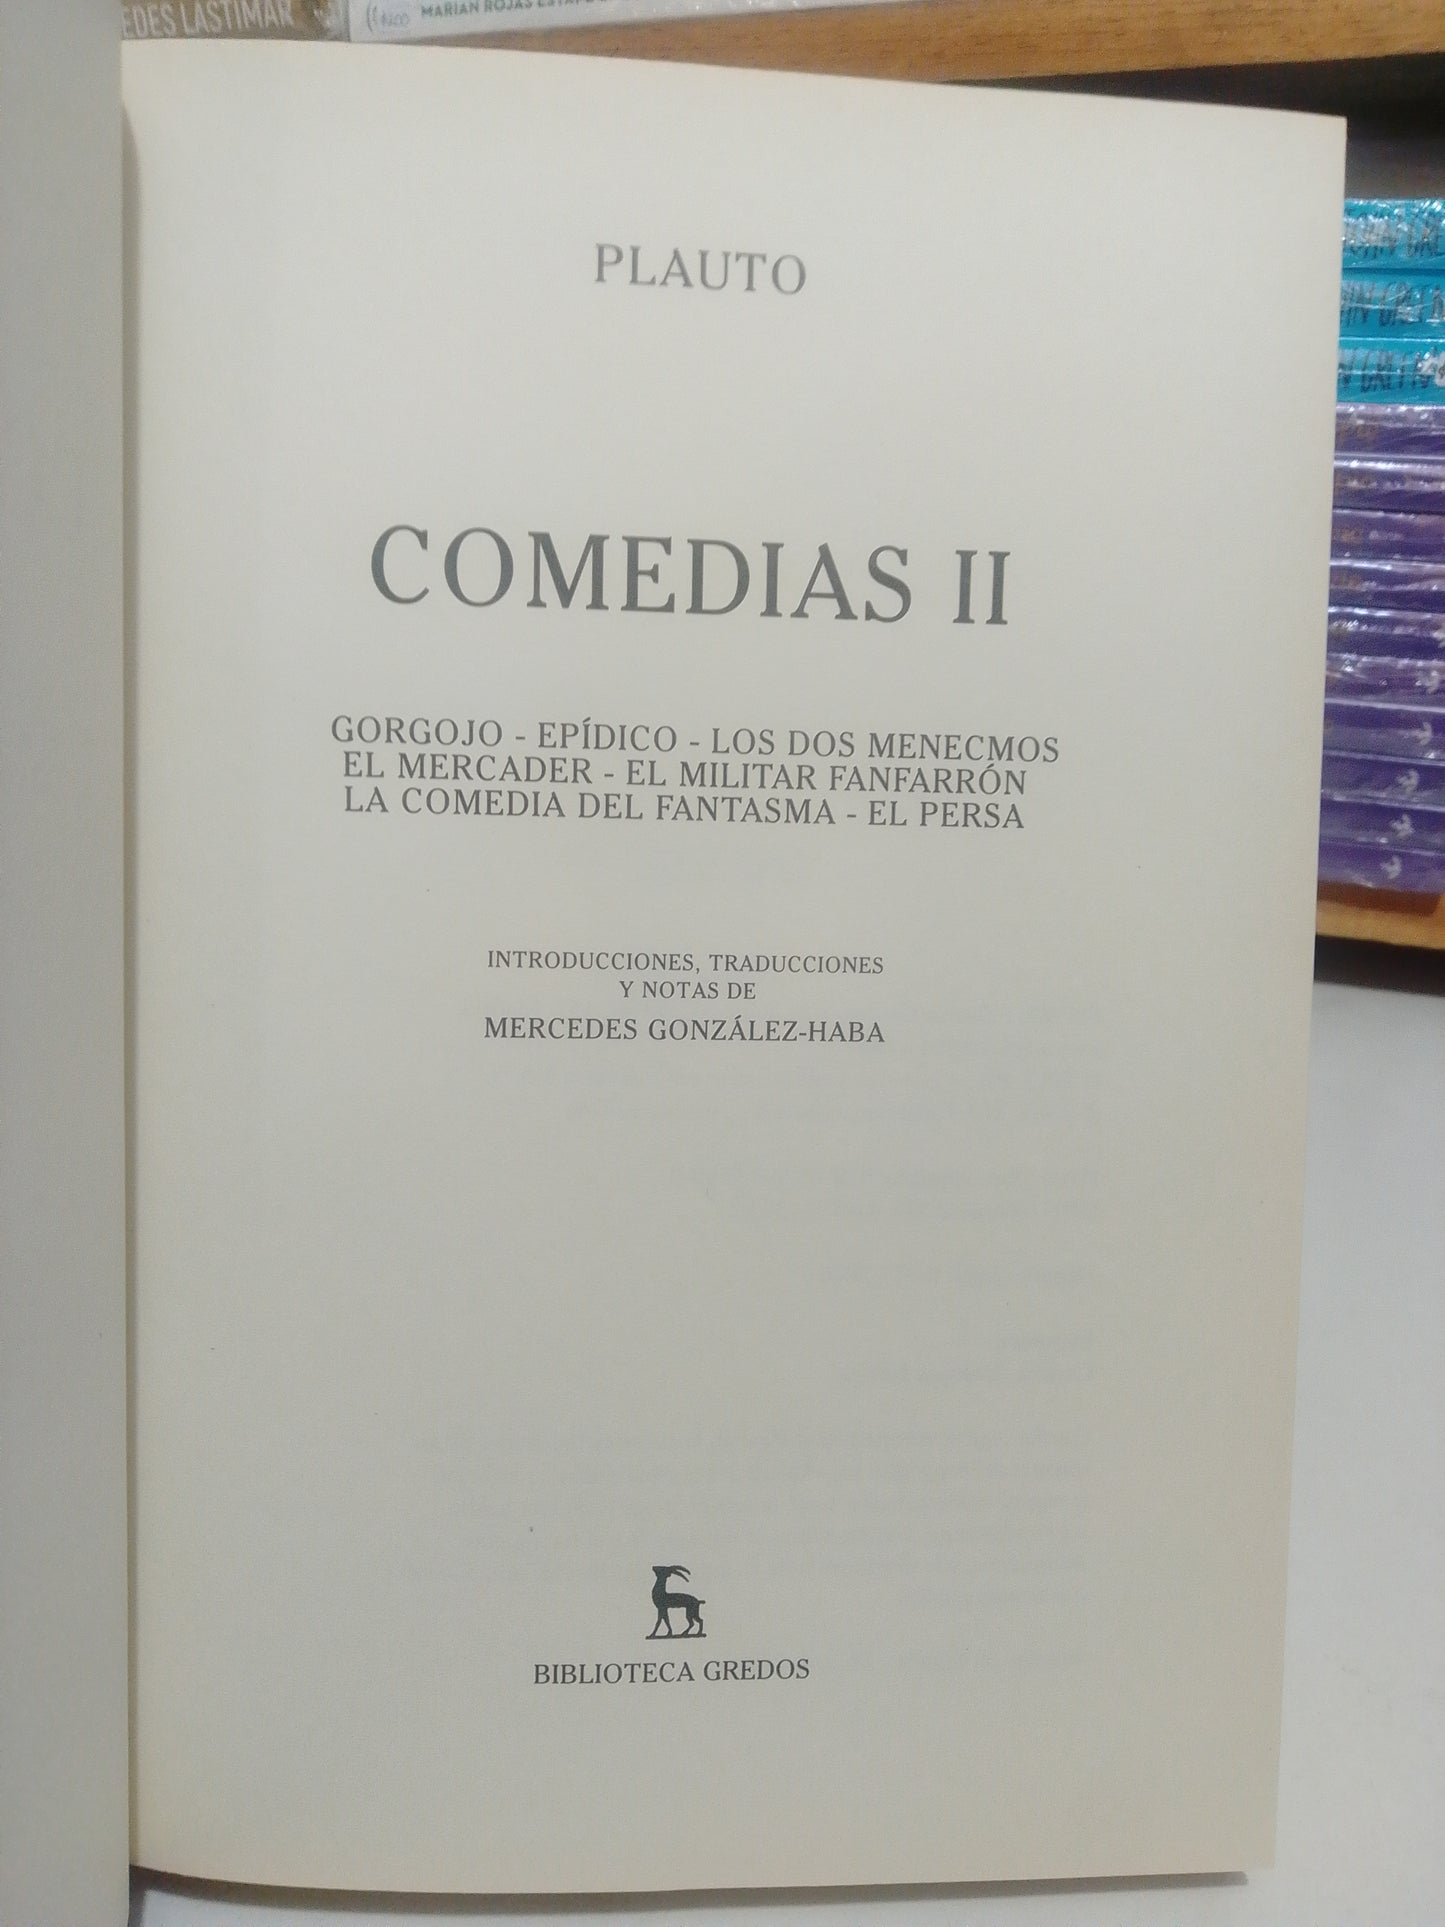 EDES LASTIMAR
MARIAN ROJAS
PLAUTO
COMEDIAS II
GORGOJO - EPÍDICO - LOS DOS MENECMOS
EL MERCADER - EL MILITAR FANFARRÓN
LA COMEDIA DEL FANTASMA - EL PERSA
INTRODUCCIONES, TRADUCCIONES
Y NOTAS DE
MERCEDES GONZÁLEZ-HABA
BIBLIOTECA GREDOS